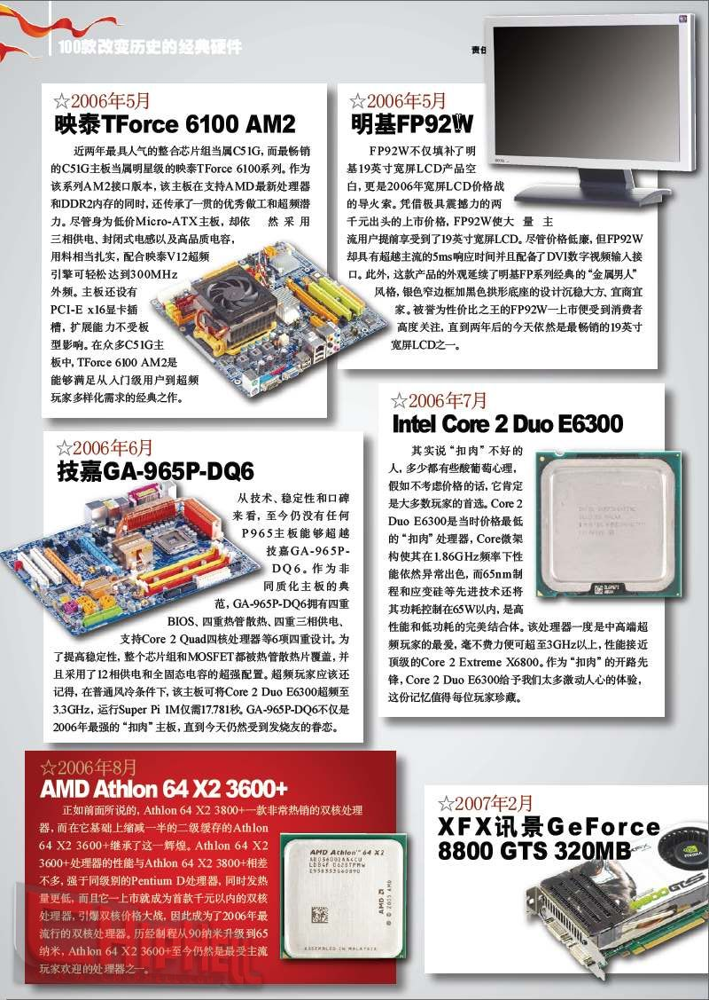 100款改变历史的经典硬件
责任
☆2006年5月
映泰TForce 6100 AM2
近两年最具人气的整合芯片组当属C51G，而最畅销
的C51G主板当属明星级的映泰TForce 6100系列。作为
该系列AM2接口版本，该主板在支持AMD最新处理器
和DDR2内存的同时，还传承了一贯的优秀做工和超频潜
力。尽管身为低价Micro-ATX主板，却依然采用
三相供电、封闭式电感以及高品质电容，
用料相当扎实，配合映泰V12超频
引擎可轻松达到300MHz
外频。主板还设有
PCI-E x16显卡插
槽，扩展能力不受板
型影响。在众多C51G主
板中，TForce 6100 AM2是
能够满足从入门级用户到超频
玩家多样化需求的经典之作。
☆2006年5月
明基FP92W
FP92W不仅填补了明
基19英寸宽屏LCD产品空
白，更是2006年宽屏LCD价格战
的导火索。凭借极具震撼力的两
千元出头的上市价格，FP92W使大量主
流用户提前享受到了19英寸宽屏LCD。尽管价格低廉，但FP92W
却具有超越主流的5ms响应时间并且配备了DVI数字视频输入接
口。此外，这款产品的外观延续了明基FP系列经典的“金属男人”
风格，银色窄边框加黑色拱形底座的设计沉稳大方、宜商宜
家。被誉为性价比之王的FP92W一上市便受到消费者
高度关注，直到两年后的今天依然是最畅销的19英寸
宽屏LCD之一。
☆2006年6月
技嘉GA-965P-DQ6
从技术、稳定性和口碑
来看，至今仍没有任何
P965主板能够超越
技嘉GA-965P-
DQ6。作为非
同质化主板的典
范，GA-965P-DQ6拥有四重
BIOS、四重热管散热、四重三相供电、
支持Core 2 Quad四核处理器等6项四重设计。为
了提高稳定性，整个芯片组和MOSFET都被热管散热片覆盖，并
且采用了12相供电和全固态电容的超强配置。超频玩家应该还
记得，在普通风冷条件下，该主板可将Core 2 Duo E6300超频至
3.3GHz，运行Super Pi 1M仅需17.781秒。GA-965P-DQ6不仅是
2006年最强的“扣肉”主板，直到今天仍然受到发烧友的眷恋。
☆2006年7月
Intel Core 2 Duo E6300
其实说“扣肉”不好的
人，多少都有些酸葡萄心理，
假如不考虑价格的话，它肯定
是大多数玩家的首选。Core 2
Duo E6300是当时价格最低
的“扣肉”处理器，Core微架
构使其在1.86GHz频率下性
能依然异常出色，而65nm制
程和应变硅等先进技术还将
其功耗控制在65W以内，是高
性能和低功耗的完美结合体。该处理器一度是中高端超
频玩家的最爱，毫不费力便可超至3GHz以上，性能接近
顶级的Core 2 Extreme X6800。作为“扣肉”的开路先
锋，Core 2 Duo E6300给予我们太多激动人心的体验，
这份记忆值得每位玩家珍藏。
☆2006年8月
AMD Athlon 64 X2 3600+
正如前面所说的，Athlon 64 X2 3800+一款非常热销的双核处理
器，而在它基础上缩减一半的二级缓存的Athlon
64 X2 3600+继承了这一辉煌。Athlon 64 X2
3600+处理器的性能与Athlon 64 X2 3800+相差
不多，强于同级别的Pentium D处理器，同时发热
量更低，而且它一上市就成为首款千元以内的双核
处理器，引爆双核价格大战，因此成为了2006年最
流行的双核处理器。历经制程从90纳米升级到65
纳米，Athlon 64 X2 3600+至今仍然是最受主流
玩家欢迎的处理器之一。
AMD Athlon™ 64 X2
AMD
© 2005 AMD
ASSEMBLED IN MALAYSIA
☆2007年2月
XFX讯景GeForce
8800 GTS 320MB
NVIDIA